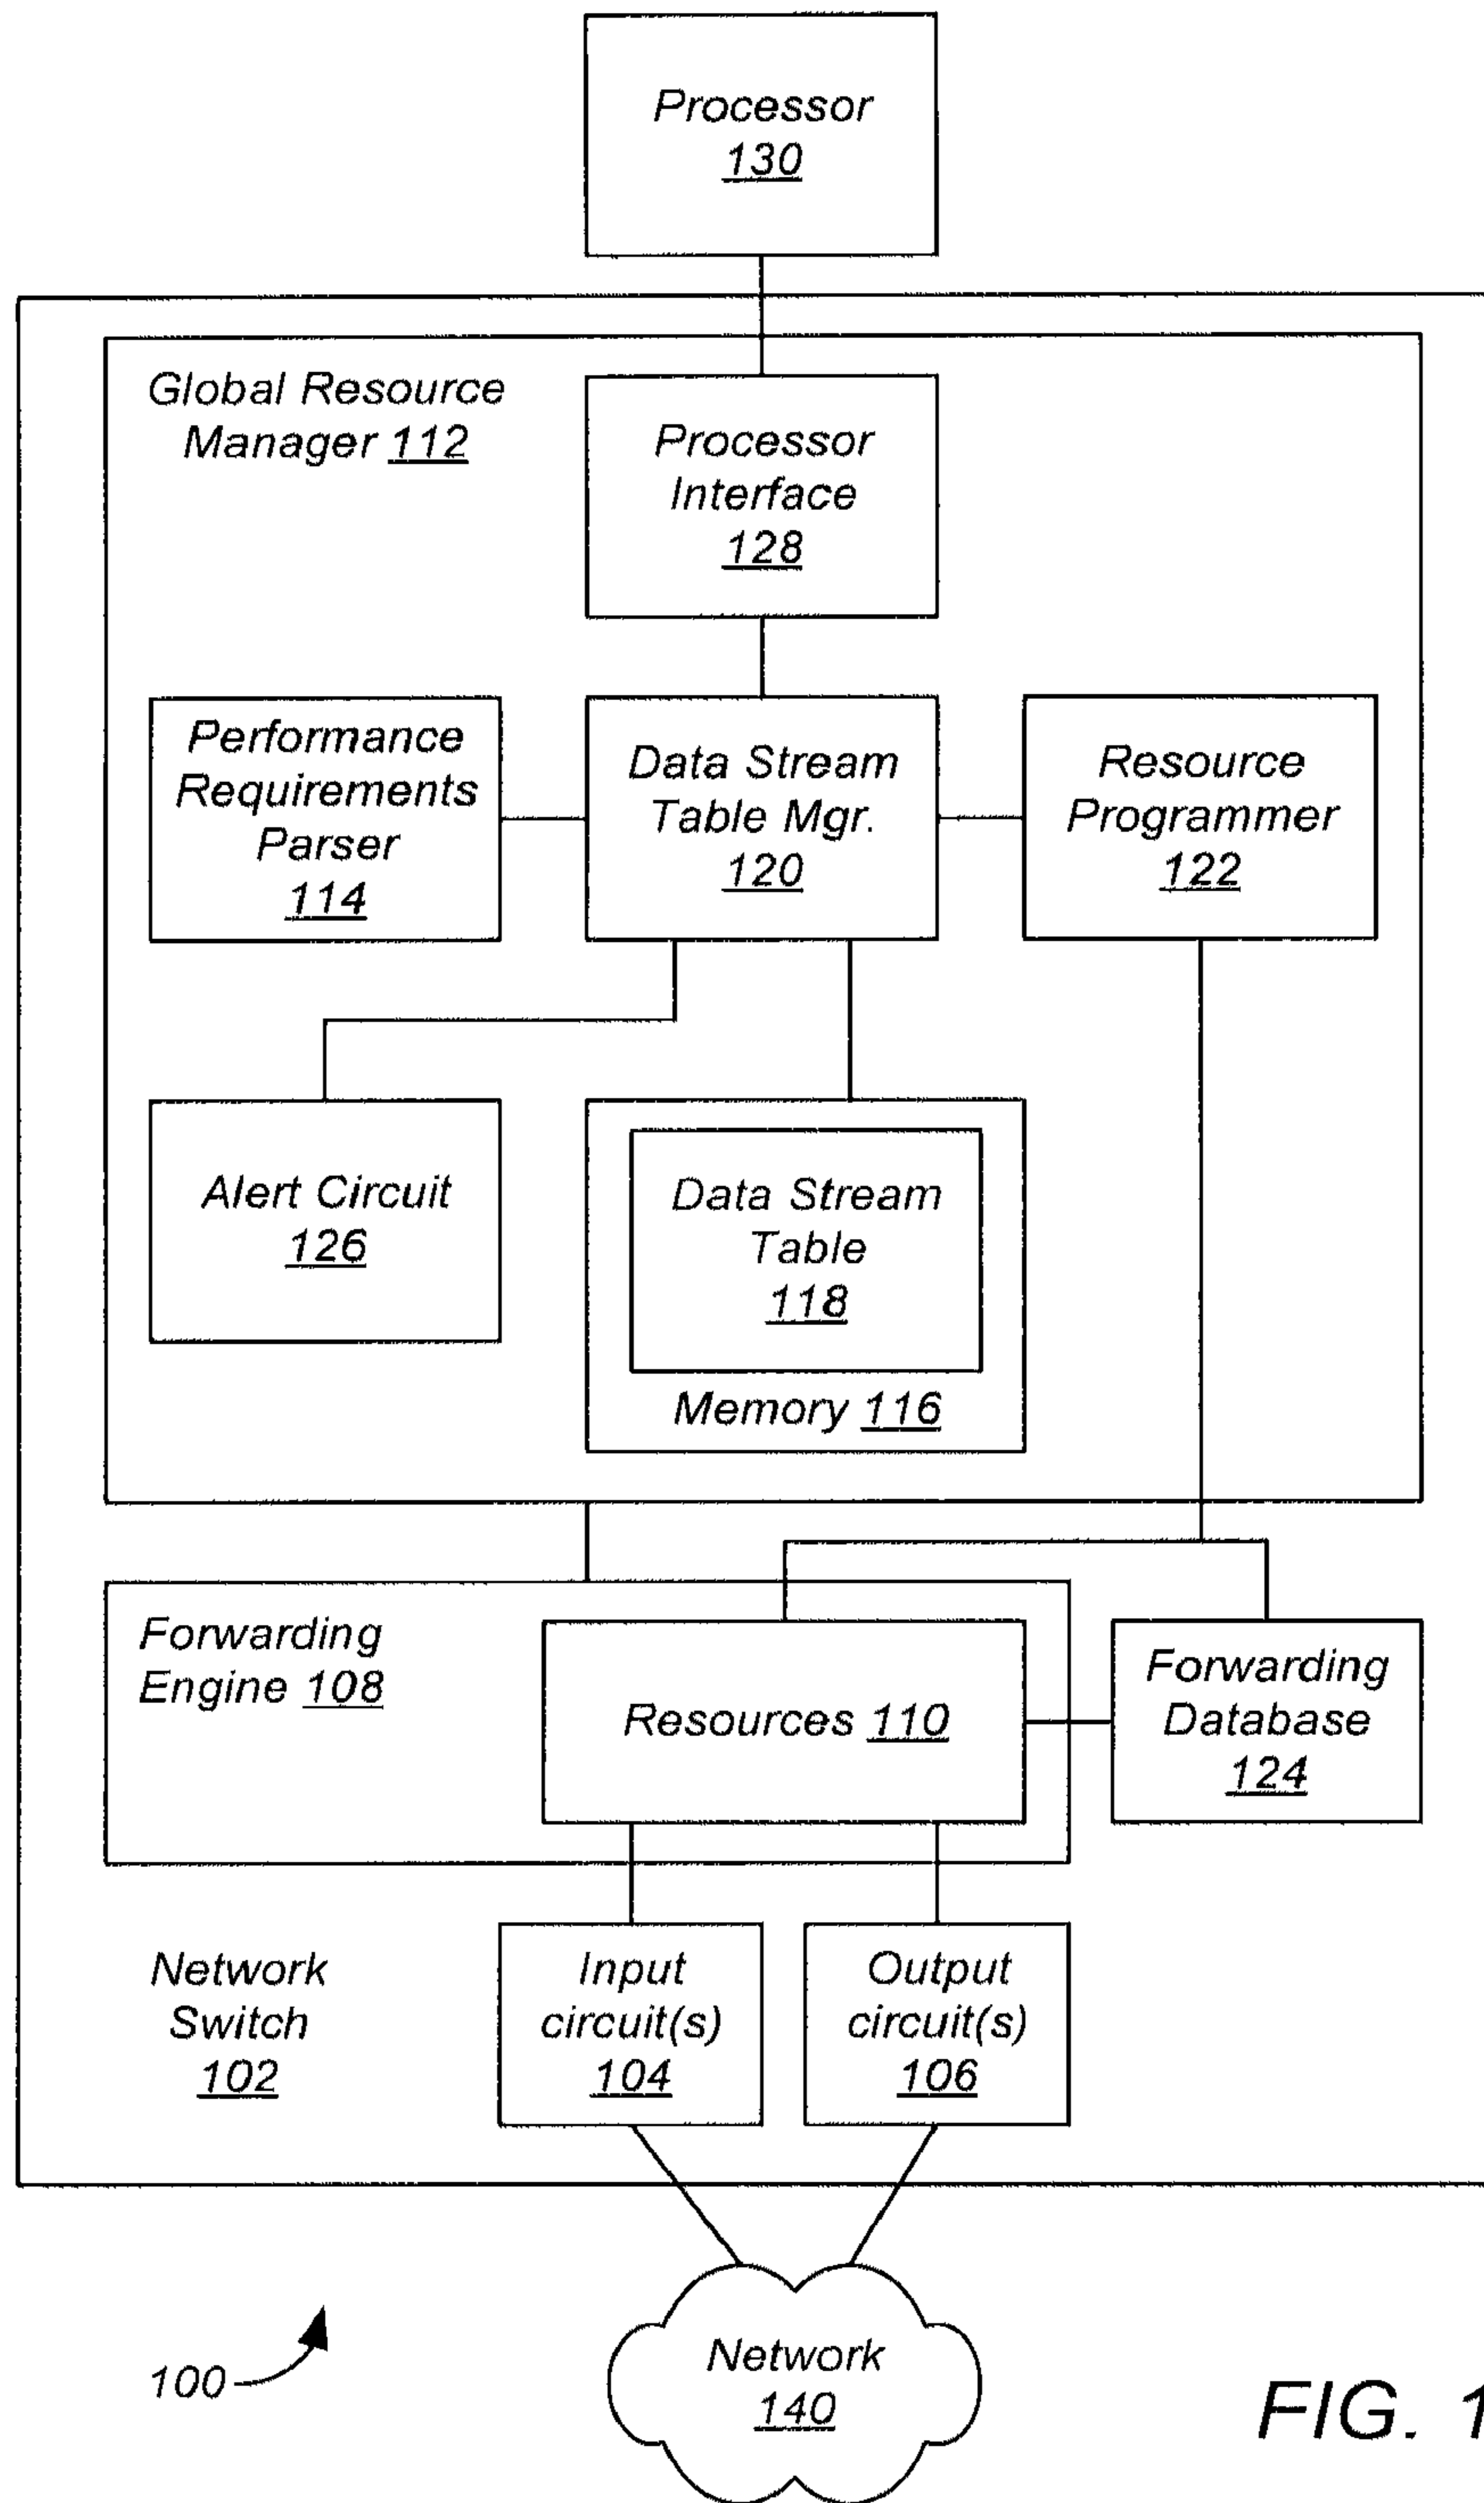 Processor
130
Global Resource
Manager 112
Processor
Interface
128
Performance
Requirements
Parser
114
Data Stream
Table Mgr.
120
Resource
Programmer
122
Alert Circuit
126
Data Stream
Table
118
Memory 116
Forwarding
Engine 108
Resources 110
Forwarding
Database
124
Network
Switch
102
Input
circuit(s)
104
Output
circuit(s)
106
100
Network
140
FIG. 1